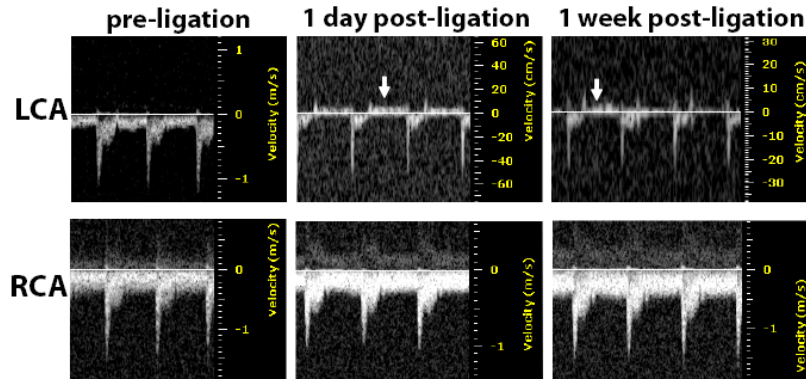 pre-ligation 1 day post-ligation 1 week post-ligation
LCA
1
0
-1
Velocity (m/s)
60
40
20
0
-20
-40
-60
Velocity (cm/s)
30
20
10
0
-10
-20
-30
Velocity (cm/s)
RCA
0
-1
Velocity (m/s)
0
-1
Velocity (m/s)
0
-1
Velocity (m/s)